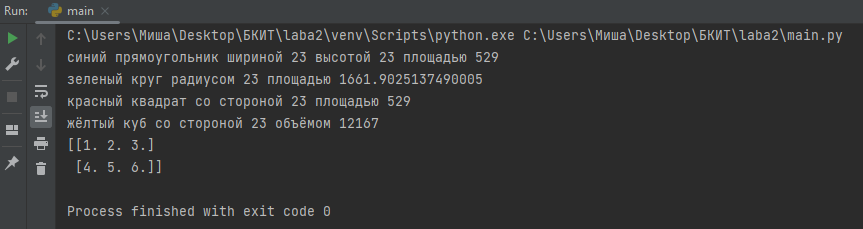 Run: main ×
C:\Users\Миша\Desktop\БКИТ\laba2\venv\Scripts\python.exe C:\Users\Миша\Desktop\БКИТ\laba2\main.py
синий прямоугольник шириной 23 высотой 23 площадью 529
зеленый круг радиусом 23 площадью 1661.9025137490005
красный квадрат со стороной 23 площадью 529
жёлтый куб со стороной 23 объёмом 12167
[[1. 2. 3.]
 [4. 5. 6.]]
Process finished with exit code 0